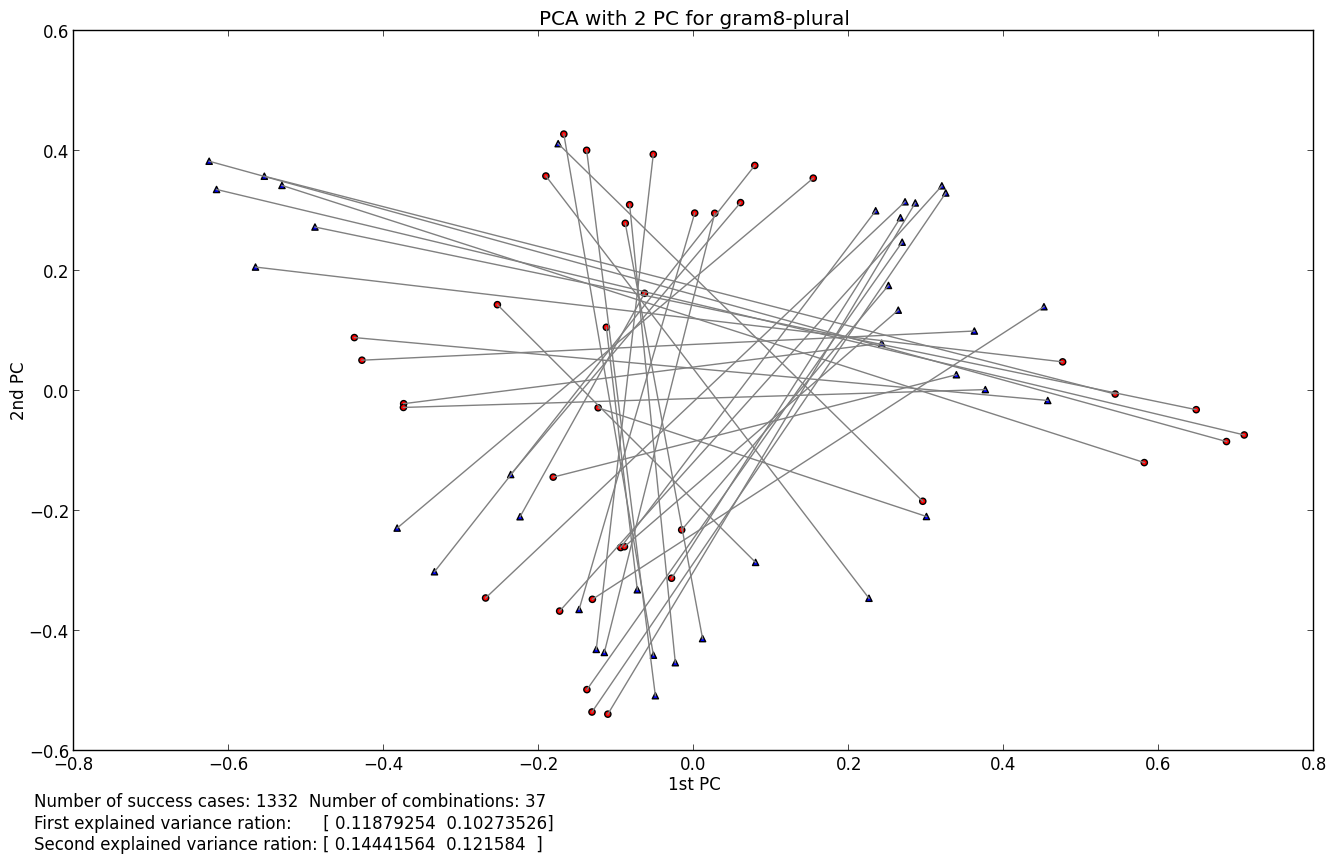 PCA with 2 PC for gram8-plural
0.6
0.4
0.2
0.0
−0.2
−0.4
−0.6
2nd PC
−0.8 −0.6 −0.4 −0.2 0.0 0.2 0.4 0.6 0.8
1st PC
Number of success cases: 1332 Number of combinations: 37
First explained variance ration: [ 0.11879254 0.10273526]
Second explained variance ration: [ 0.14441564 0.121584 ]